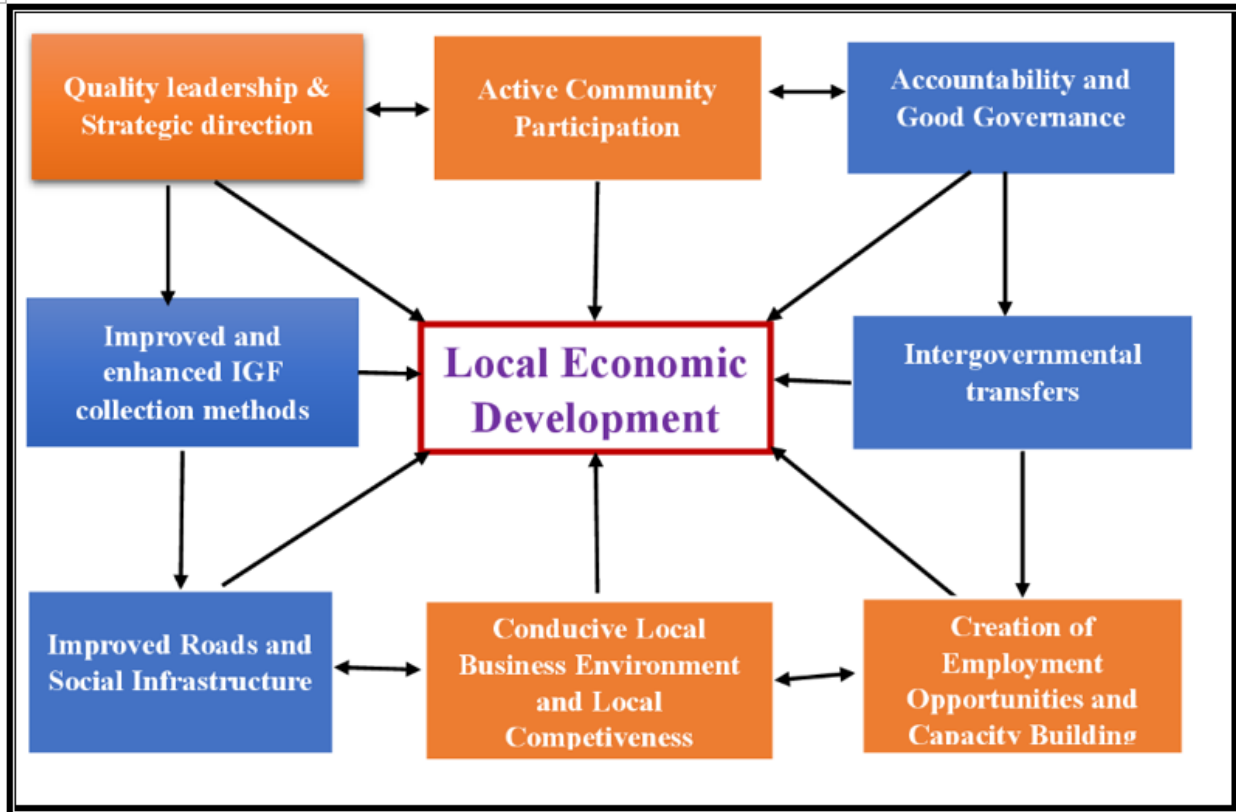 Quality leadership &
Strategic direction
Active Community
Participation
Accountability and
Good Governance
Improved and
enhanced IGF
collection methods
Local Economic
Development
Intergovernmental
transfers
Improved Roads and
Social Infrastructure
Conducive Local
Business Environment
and Local
Competiveness
Creation of
Employment
Opportunities and
Capacity Building